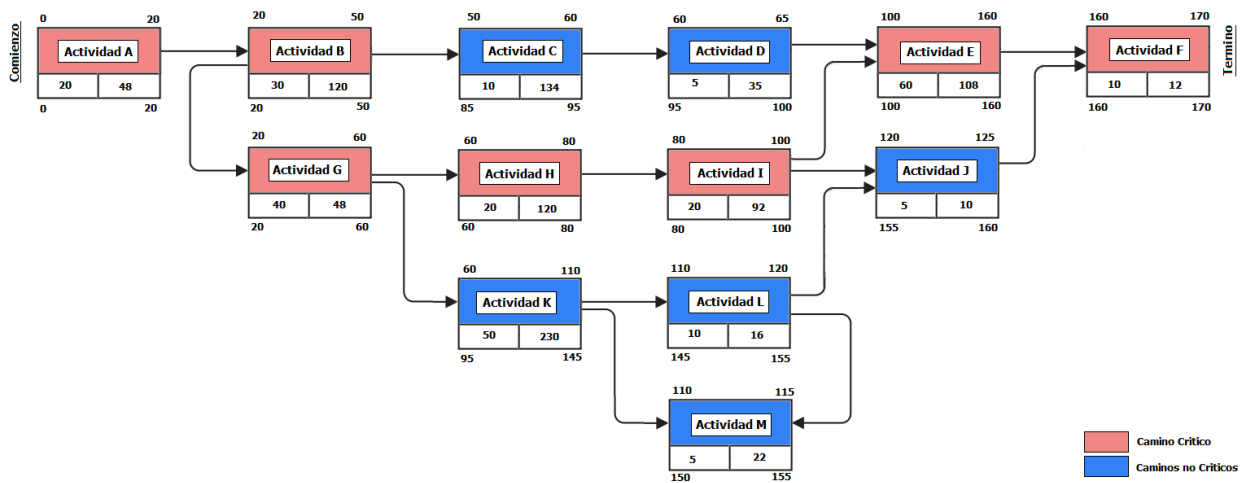 Comienzo
0 20
Actividad A
20 48
0 20
20 50
Actividad B
30 120
20 50
50 60
Actividad C
10 134
85 95
60 65
Actividad D
5 35
95 100
100 160
Actividad E
60 108
100 160
160 170
Actividad F
10 12
160 170
Termino
20 60
Actividad G
40 48
20 60
60 80
Actividad H
20 120
60 80
80 100
Actividad I
20 92
80 100
120 125
Actividad J
5 10
155 160
60 110
Actividad K
50 230
95 145
110 120
Actividad L
10 16
145 155
110 115
Actividad M
5 22
150 155
Camino Critico
Caminos no Criticos